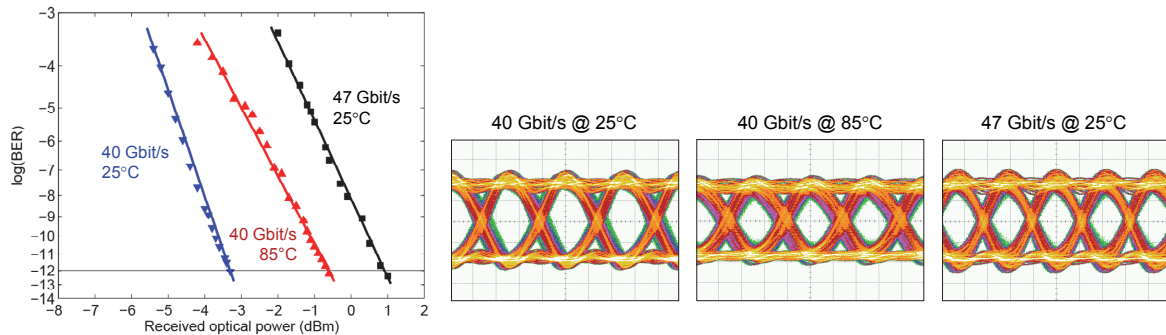 -3
-4
-5
-6
-7
-8
-9
-10
-11
-12
-13
-14
log(BER)
-8
-7
-6
-5
-4
-3
-2
-1
0
1
2
Received optical power (dBm)
40 Gbit/s
25°C
40 Gbit/s
85°C
47 Gbit/s
25°C
40 Gbit/s @ 25°C
40 Gbit/s @ 85°C
47 Gbit/s @ 25°C